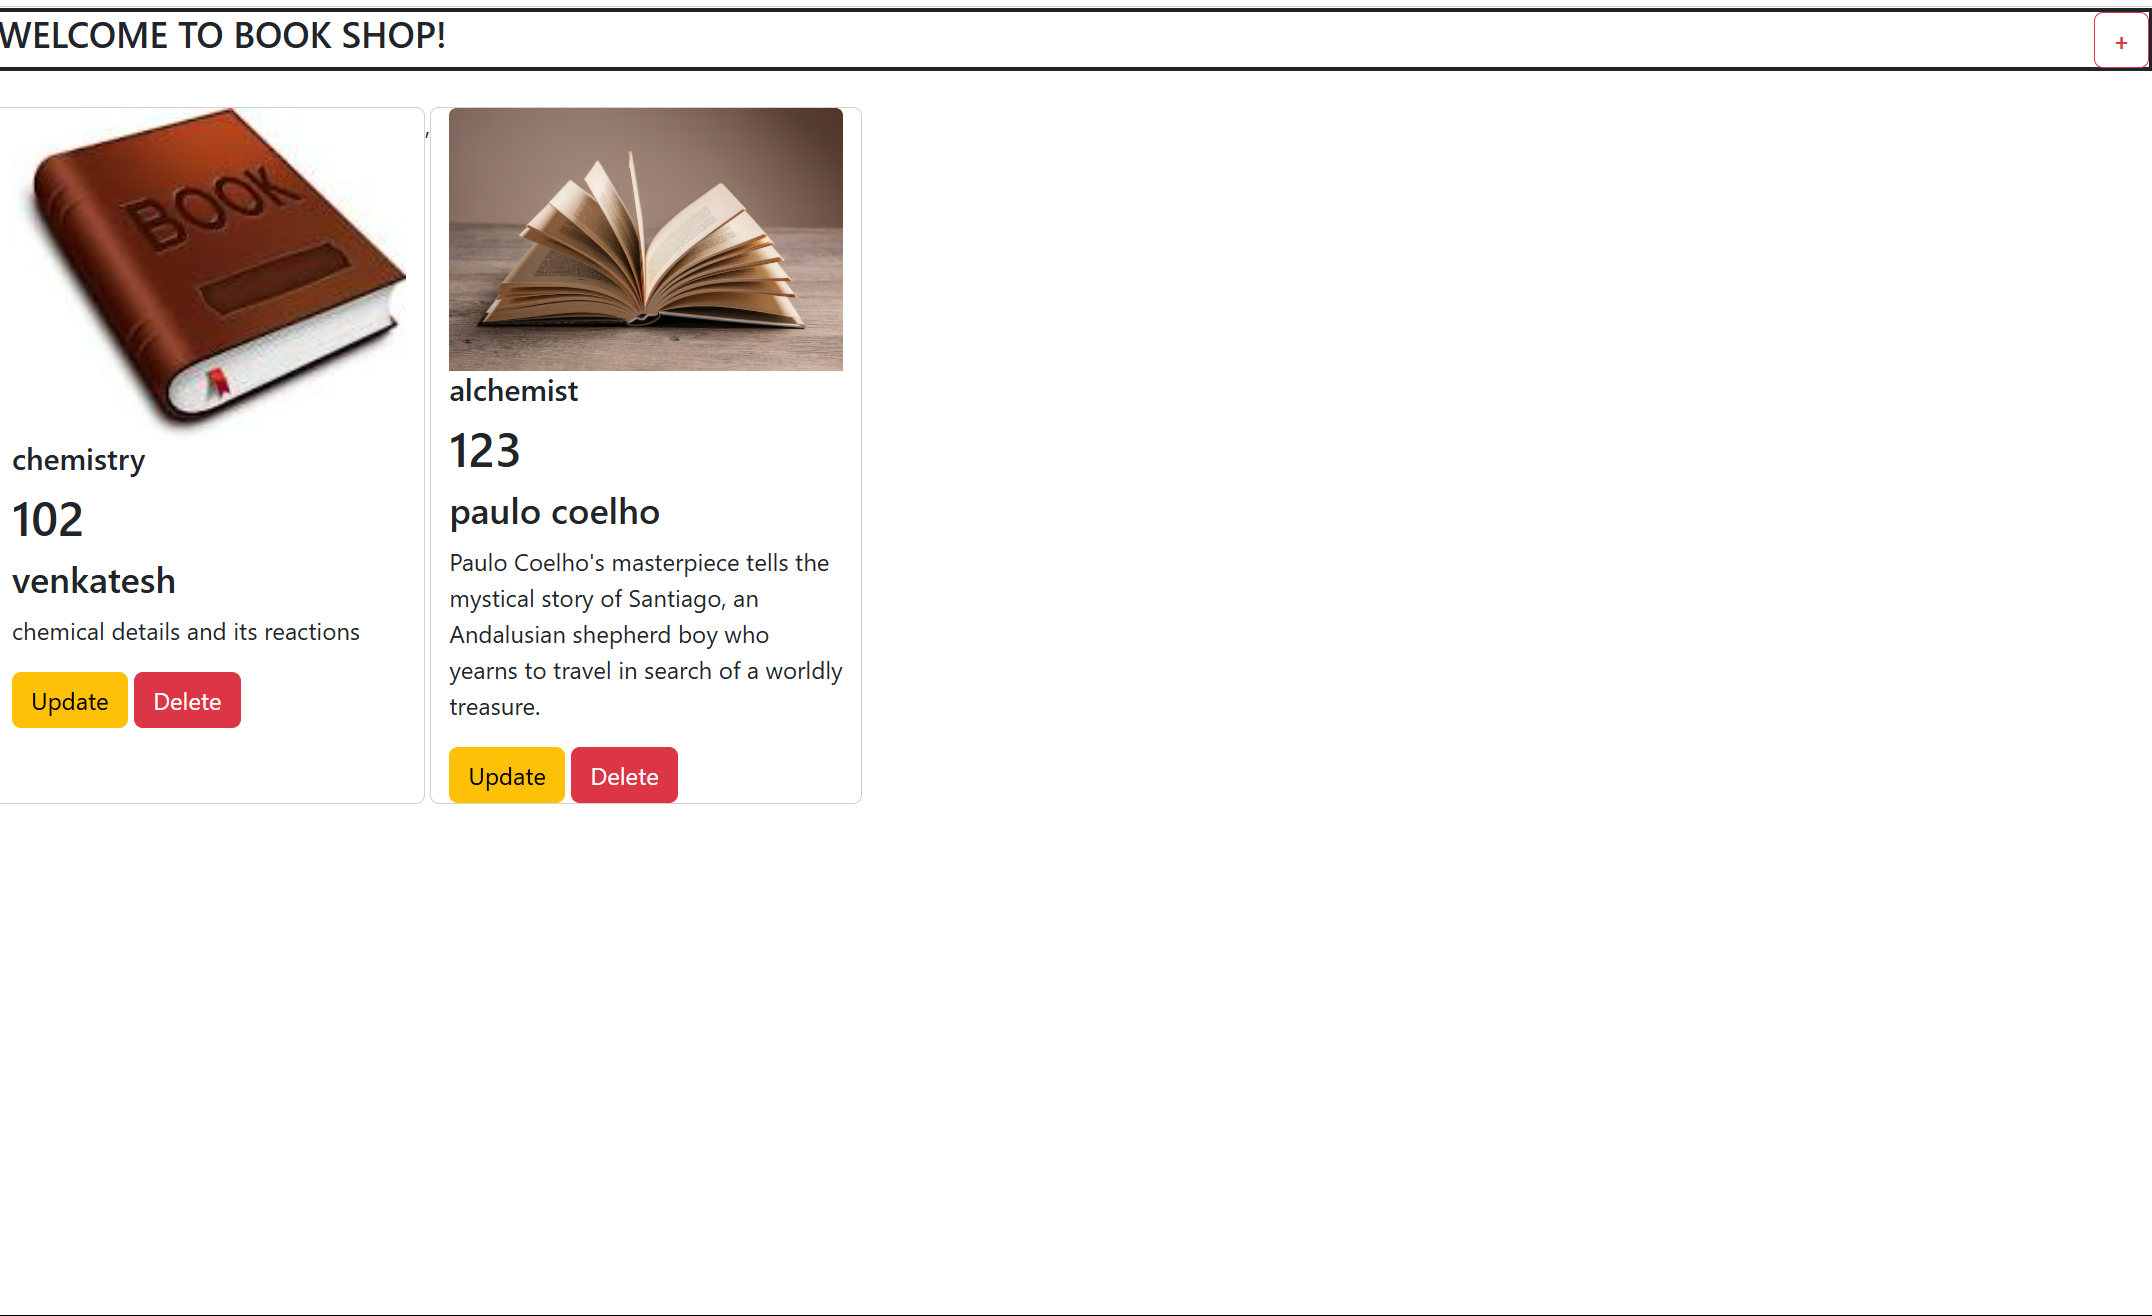 WELCOME TO BOOK SHOP!
+
BOOK
chemistry
102
venkatesh
chemical details and its reactions
Update Delete
,
alchemist
123
paulo coelho
Paulo Coelho's masterpiece tells the
mystical story of Santiago, an
Andalusian shepherd boy who
yearns to travel in search of a worldly
treasure.
Update Delete